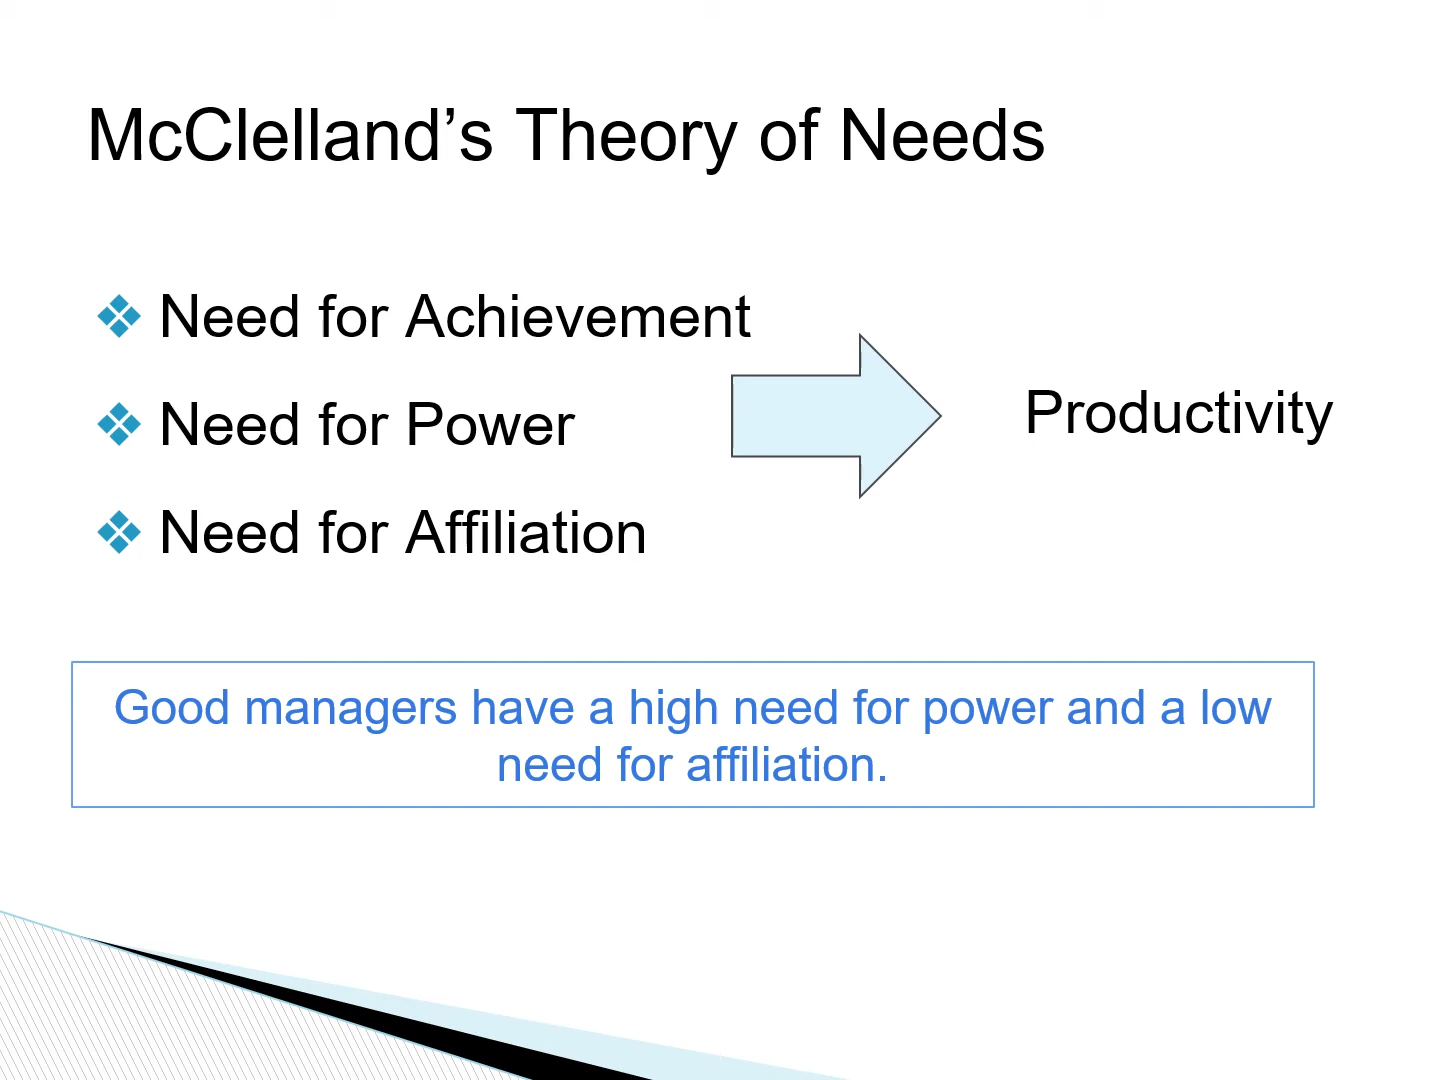 McClelland’s Theory of Needs
Need for Achievement
Need for Power
Need for Affiliation
Productivity
Good managers have a high need for power and a low
need for affiliation.